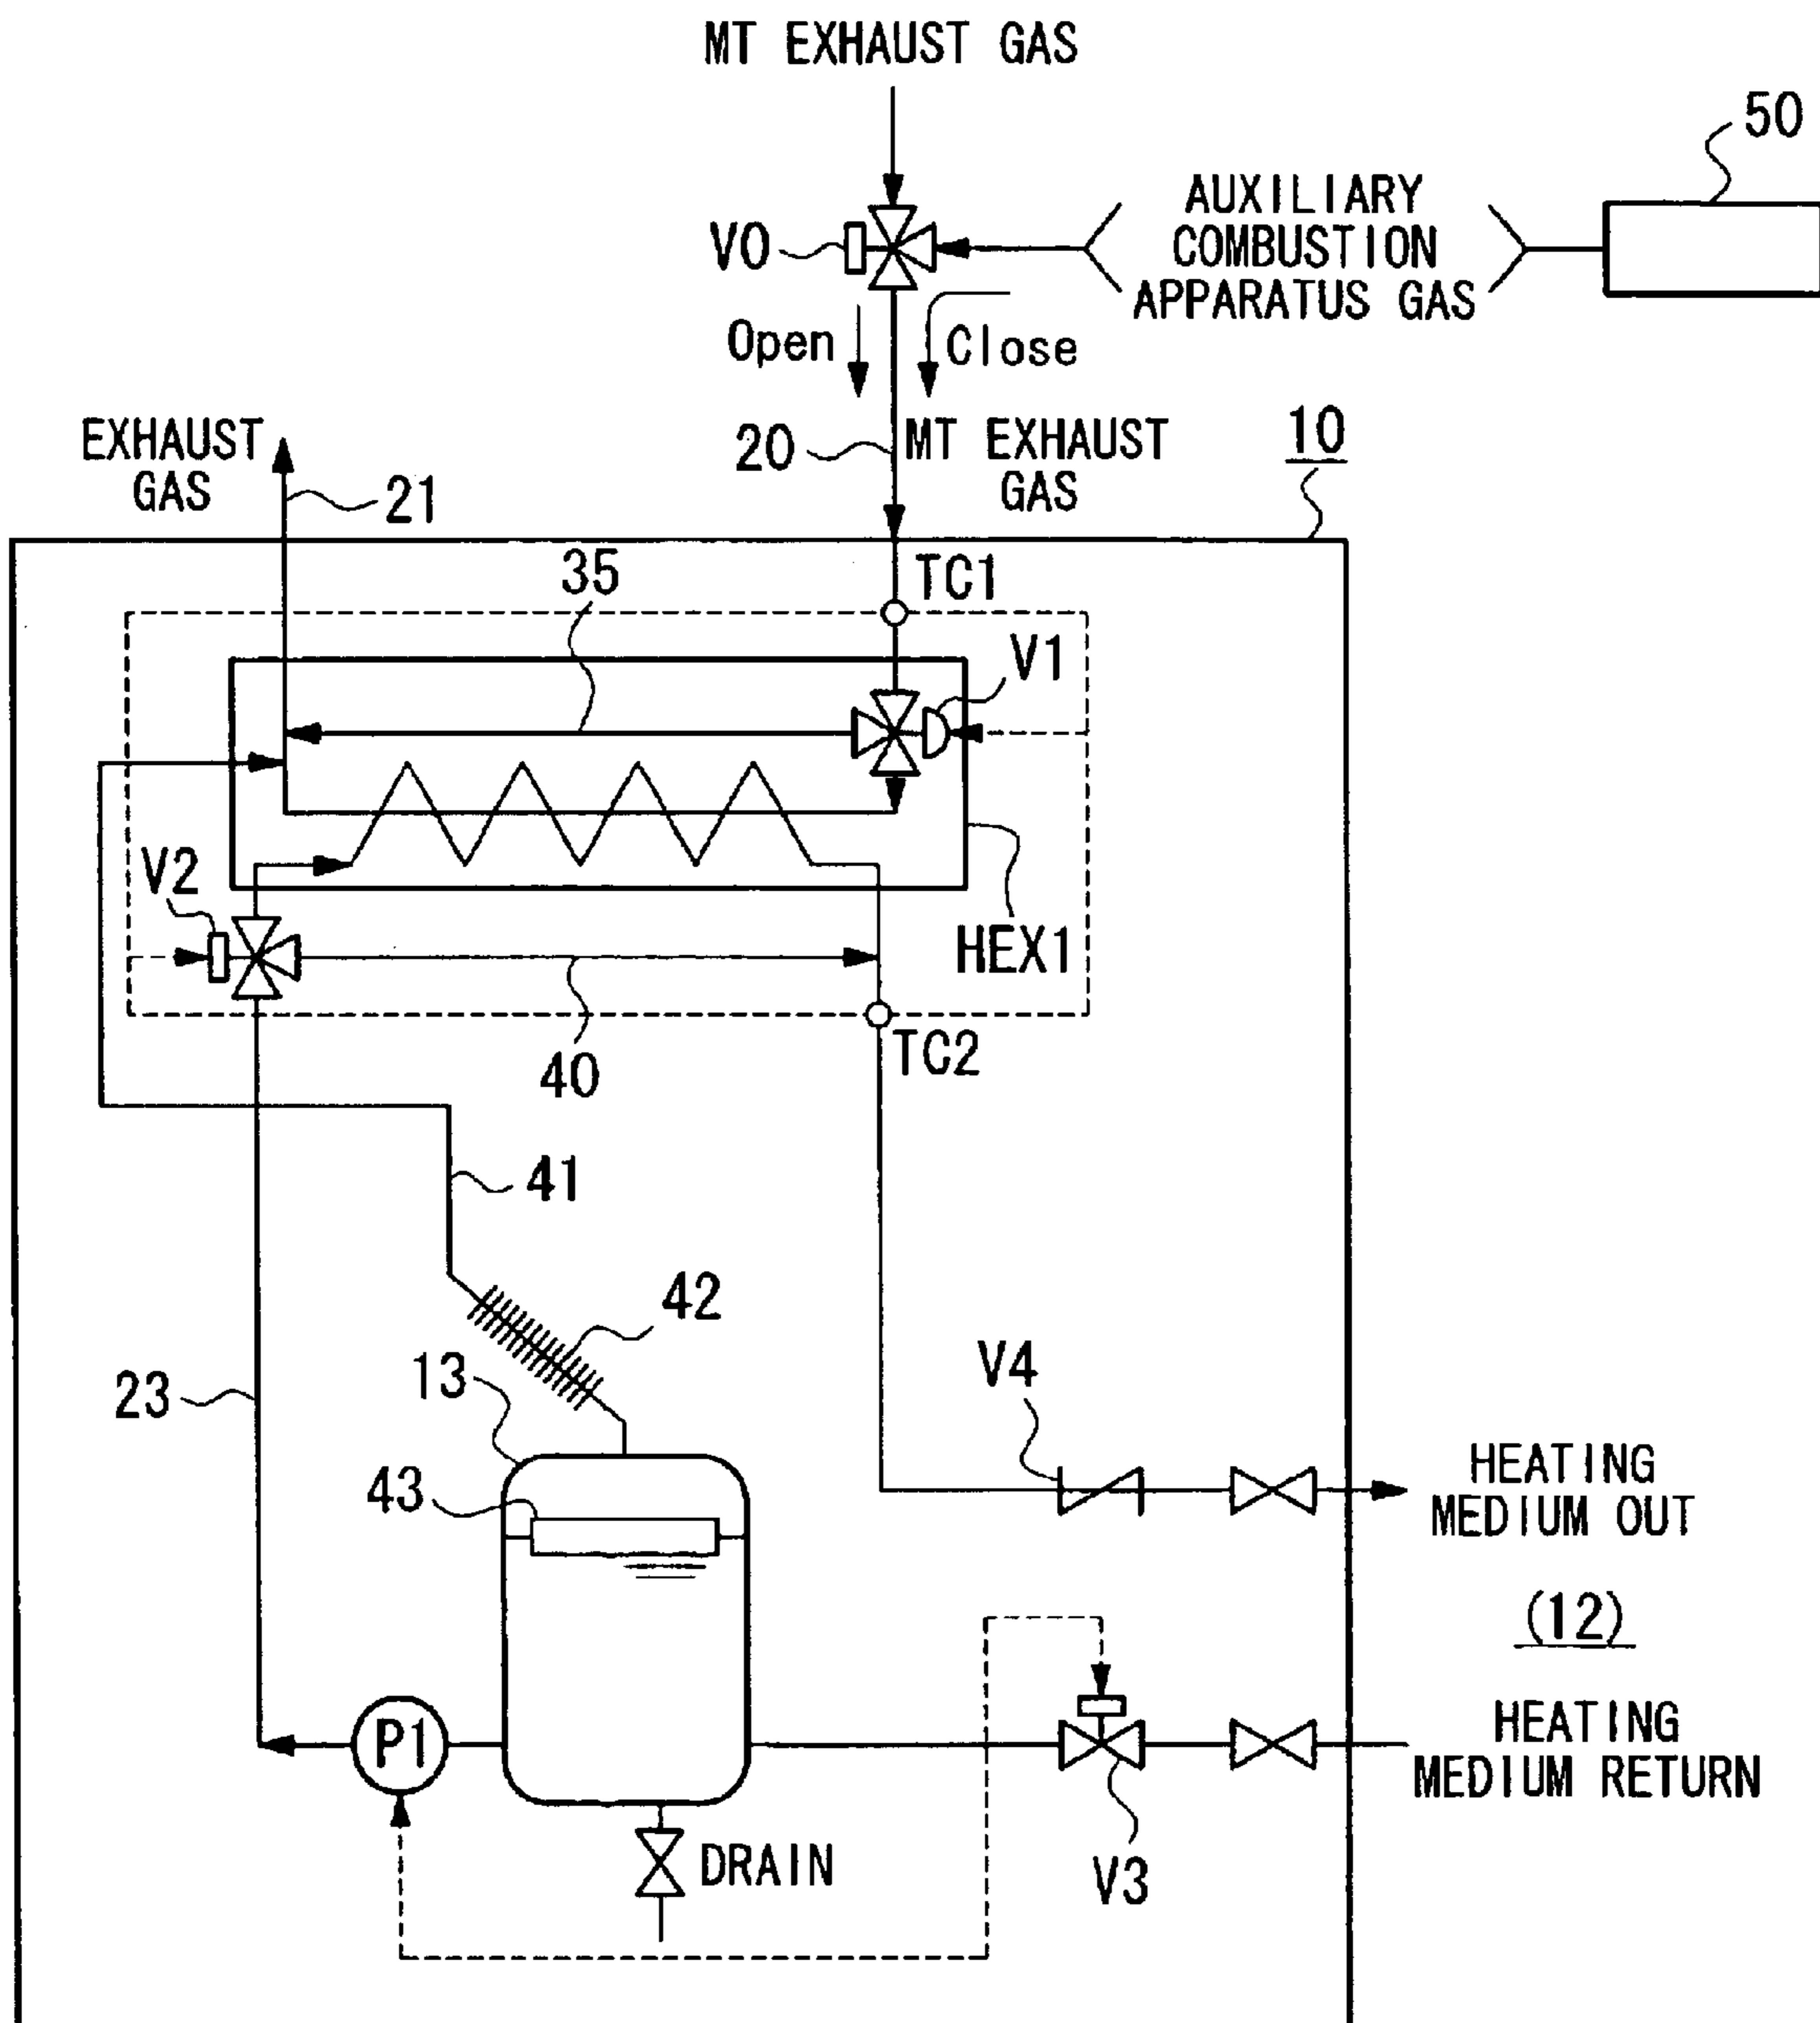 MT EXHAUST GAS
50
AUXILIARY
COMBUSTION
APPARATUS GAS
V0
Open
Close
EXHAUST
GAS
20
MT EXHAUST
GAS
10
21
35
TC1
V1
V2
HEX1
40
TC2
41
42
13
23
V4
43
HEATING
MEDIUM OUT
(12)
P1
HEATING
MEDIUM RETURN
DRAIN
V3